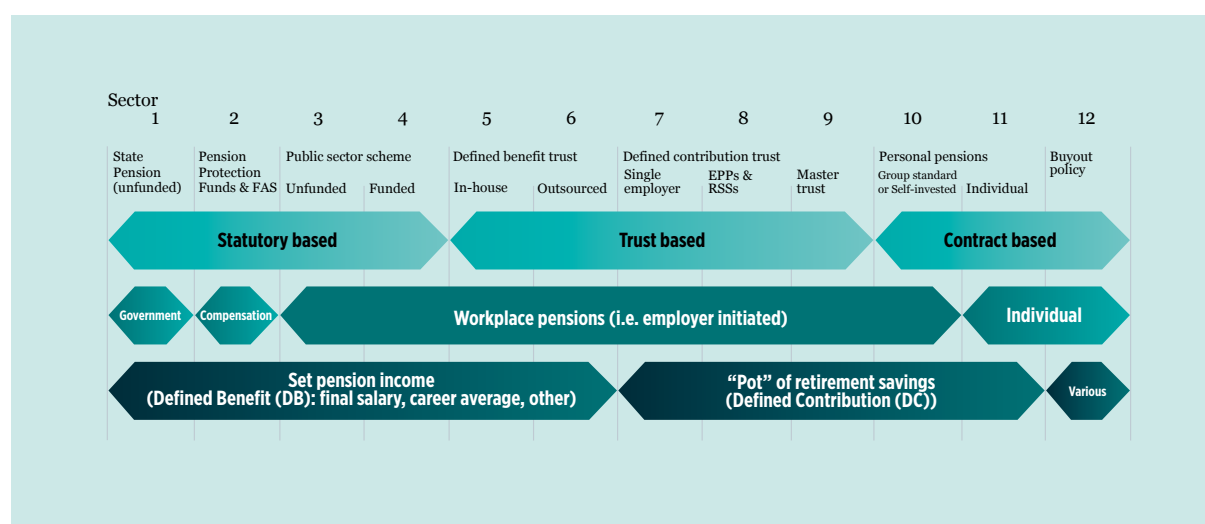 Sector
1 2 3 4 5 6 7 8 9 10 11 12
State
Pension
(unfunded)
Pension
Protection
Funds & FAS
Public sector scheme
Unfunded
Funded
Defined benefit trust
In-house
Outsourced
Defined contribution trust
Single
employer
EPPs &
RSSs
Master
trust
Personal pensions
Group standard
or Self-invested
Individual
Buyout
policy
Statutory based
Trust based
Contract based
Government
Compensation
Workplace pensions (i.e. employer initiated)
Individual
Set pension income
(Defined Benefit (DB): final salary, career average, other)
“Pot” of retirement savings
(Defined Contribution (DC))
Various